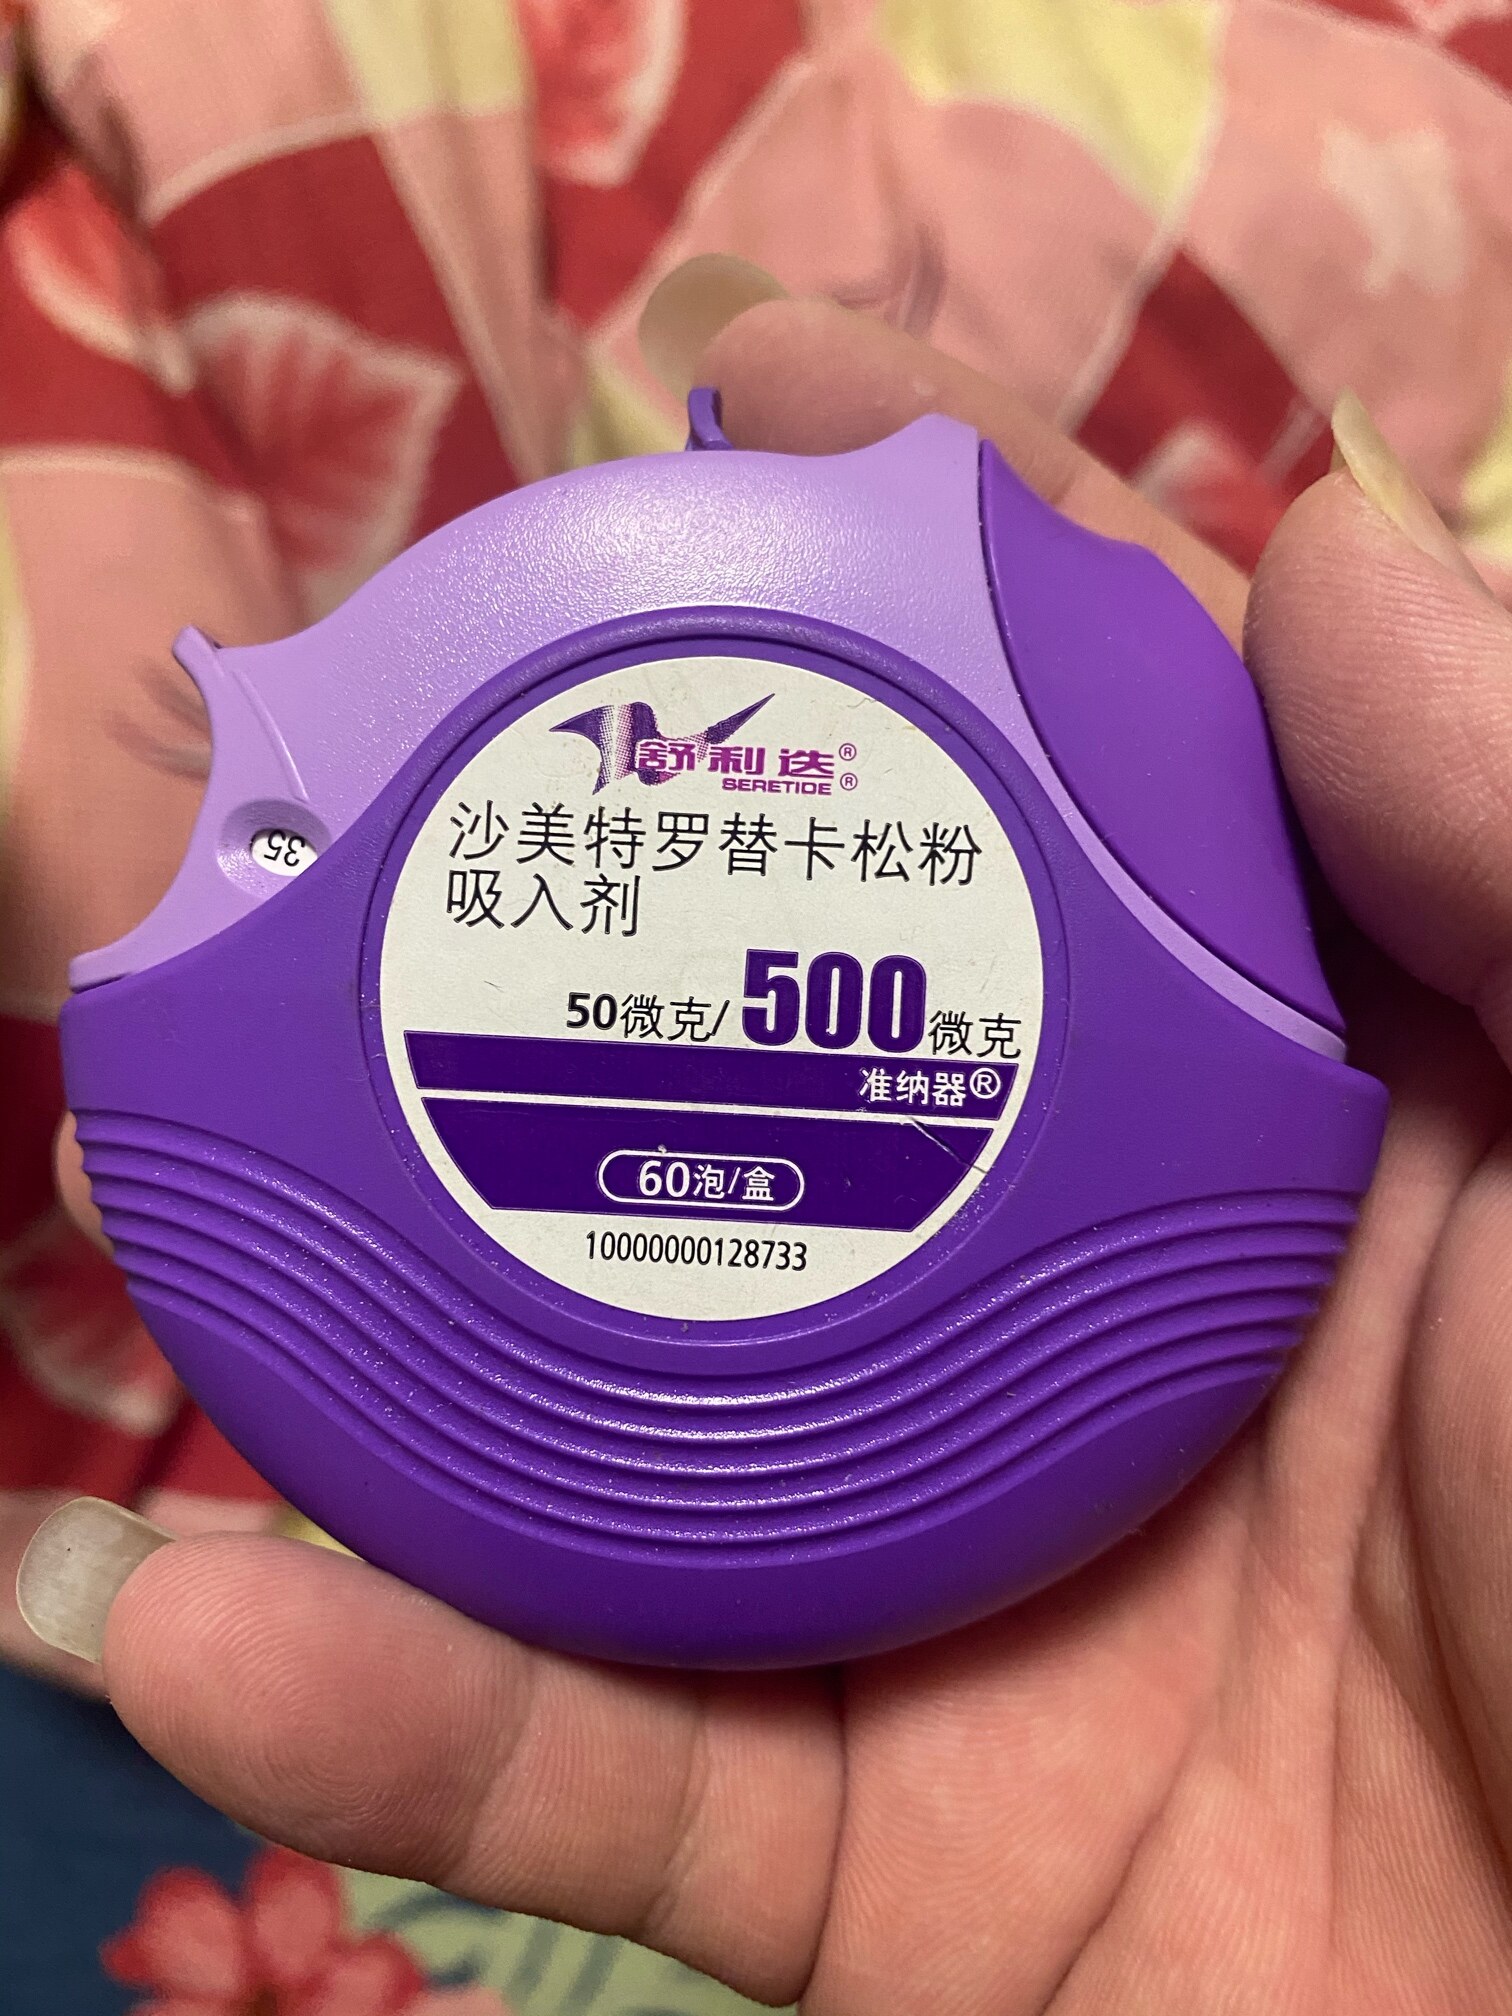 舒利迭®
SERETIDE®
沙美特罗替卡松粉
吸入剂
50微克/500微克
准纳器®
60泡/盒
10000000128733
35